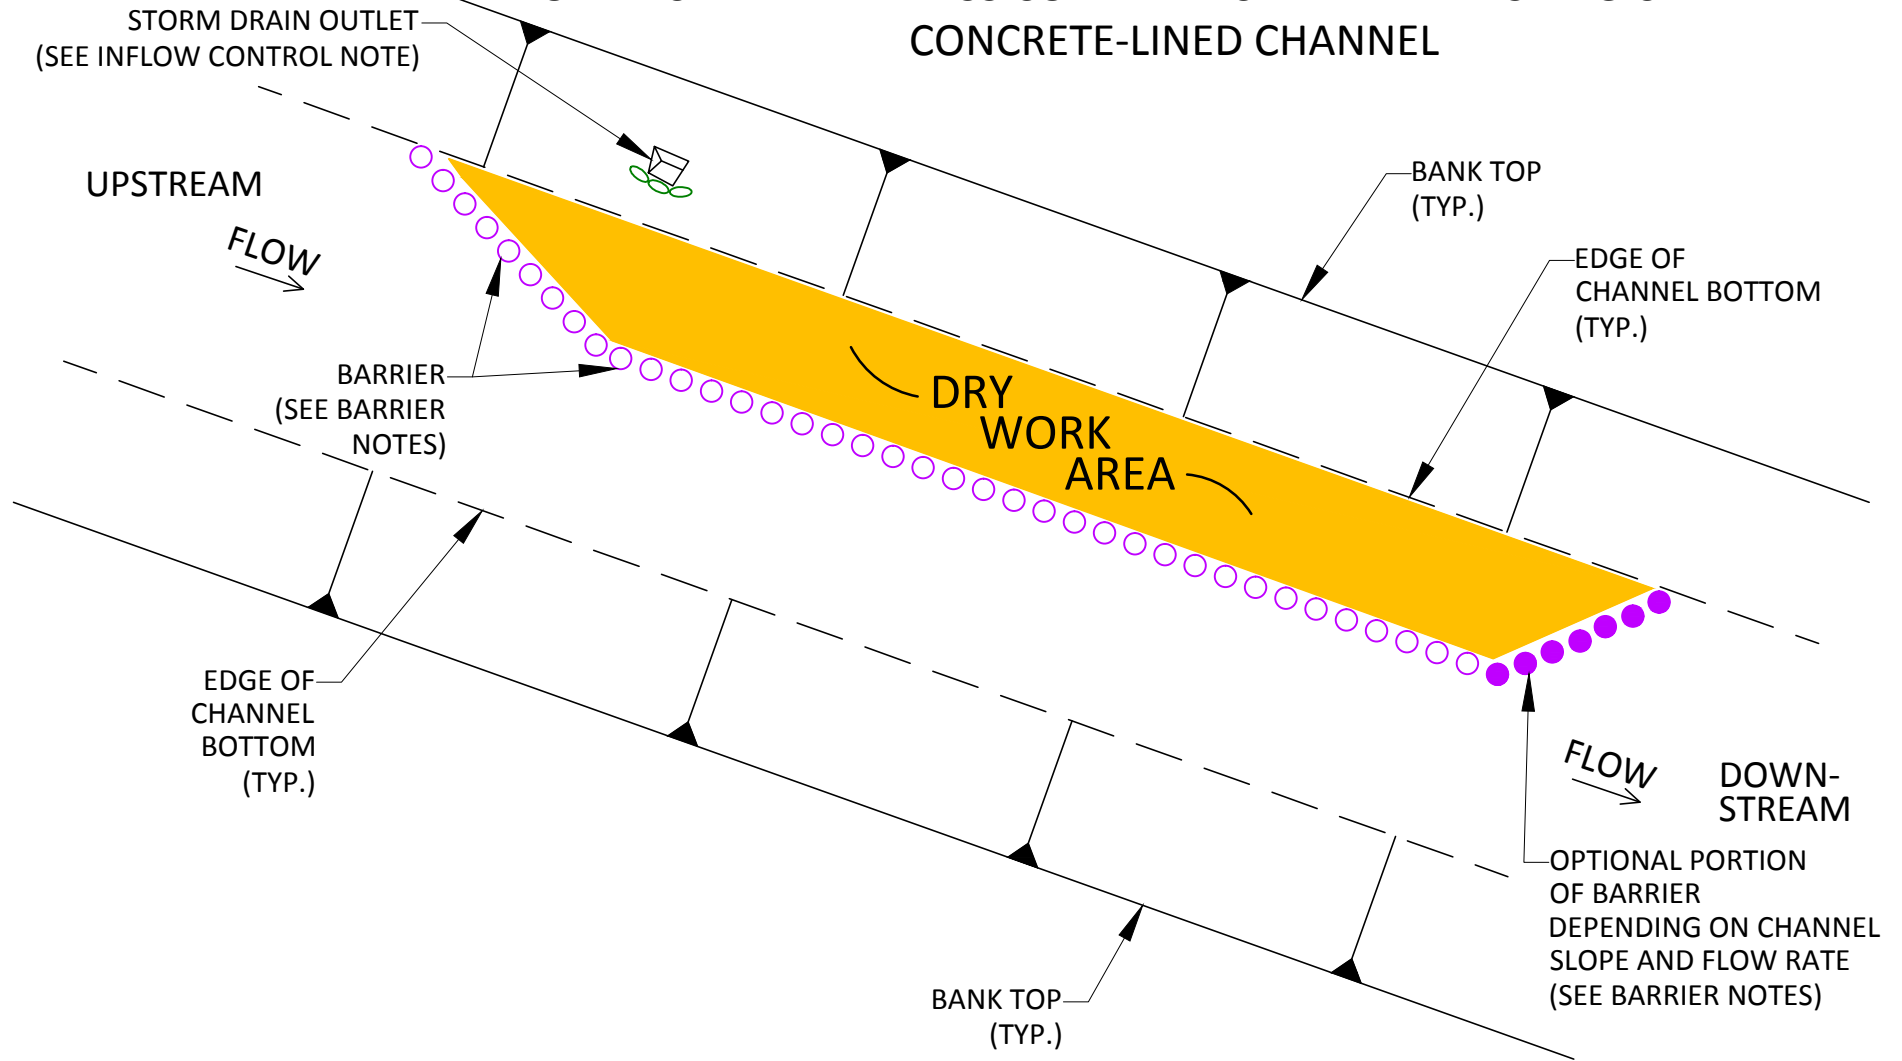 CONCRETE-LINED CHANNEL
STORM DRAIN OUTLET
(SEE INFLOW CONTROL NOTE)
UPSTREAM
FLOW
BANK TOP
(TYP.)
EDGE OF
CHANNEL BOTTOM
(TYP.)
BARRIER
(SEE BARRIER
NOTES)
DRY
WORK
AREA
EDGE OF
CHANNEL
BOTTOM
(TYP.)
FLOW
DOWN-
STREAM
OPTIONAL PORTION
OF BARRIER
DEPENDING ON CHANNEL
SLOPE AND FLOW RATE
(SEE BARRIER NOTES)
BANK TOP
(TYP.)